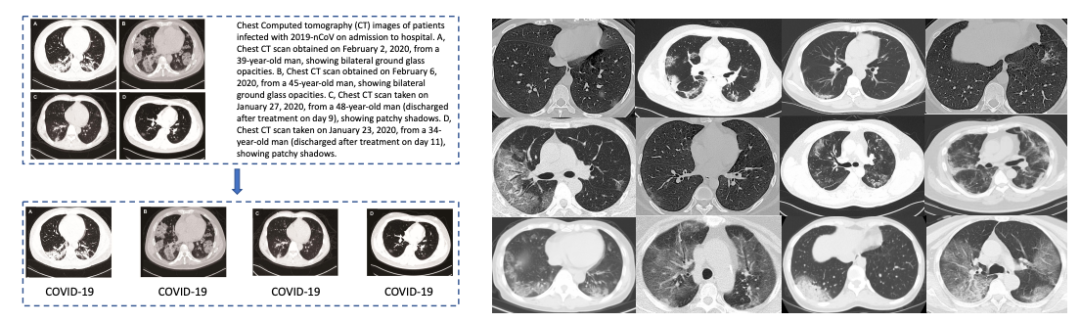 A
B
C
D
Chest Computed tomography (CT) images of patients
infected with 2019-nCoV on admission to hospital. A,
Chest CT scan obtained on February 2, 2020, from a
39-year-old man, showing bilateral ground glass
opacities. B, Chest CT scan obtained on February 6,
2020, from a 45-year-old man, showing bilateral
ground glass opacities. C, Chest CT scan taken on
January 27, 2020, from a 48-year-old man (discharged
after treatment on day 9), showing patchy shadows. D,
Chest CT scan taken on January 23, 2020, from a 34-
year-old man (discharged after treatment on day 11),
showing patchy shadows.
A
B
C
D
COVID-19
COVID-19
COVID-19
COVID-19